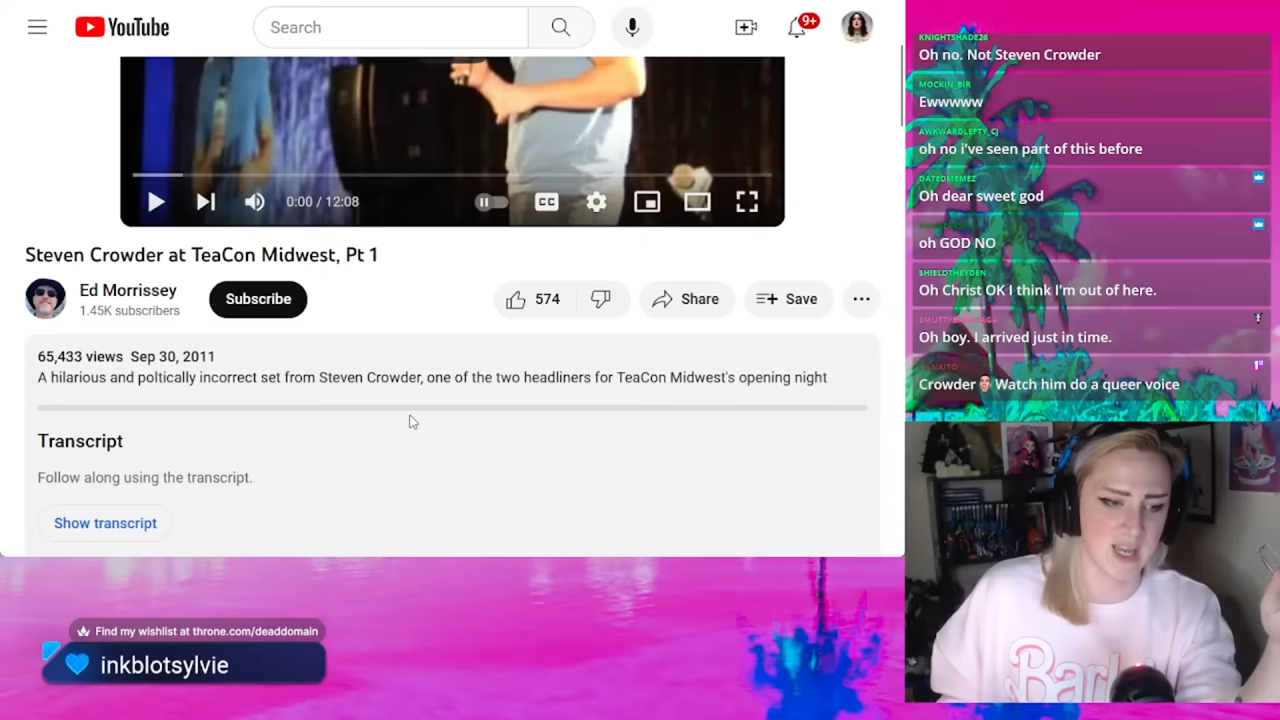 YouTube
Search
9+
0:00 / 12:08
CC
Steven Crowder at TeaCon Midwest, Pt 1
Ed Morrissey
1.45K subscribers
Subscribe
574
Share
Save
65,433 views Sep 30, 2011
A hilarious and poltically incorrect set from Steven Crowder, one of the two headliners for TeaCon Midwest's opening night
Transcript
Follow along using the transcript.
Show transcript
KNIGHTSHADE26
Oh no. Not Steven Crowder
MOCKIN_BIR
Ewwwww
AWKWARDLEFTY_CJ
oh no i've seen part of this before
DATEDMEMEZ
Oh dear sweet god
oh GOD NO
SHIELDTHEYDEN
Oh Christ OK I think I'm out of here.
Oh boy. I arrived just in time.
Crowder Watch him do a queer voice
Find my wishlist at throne.com/deaddomain
inkblotsylvie